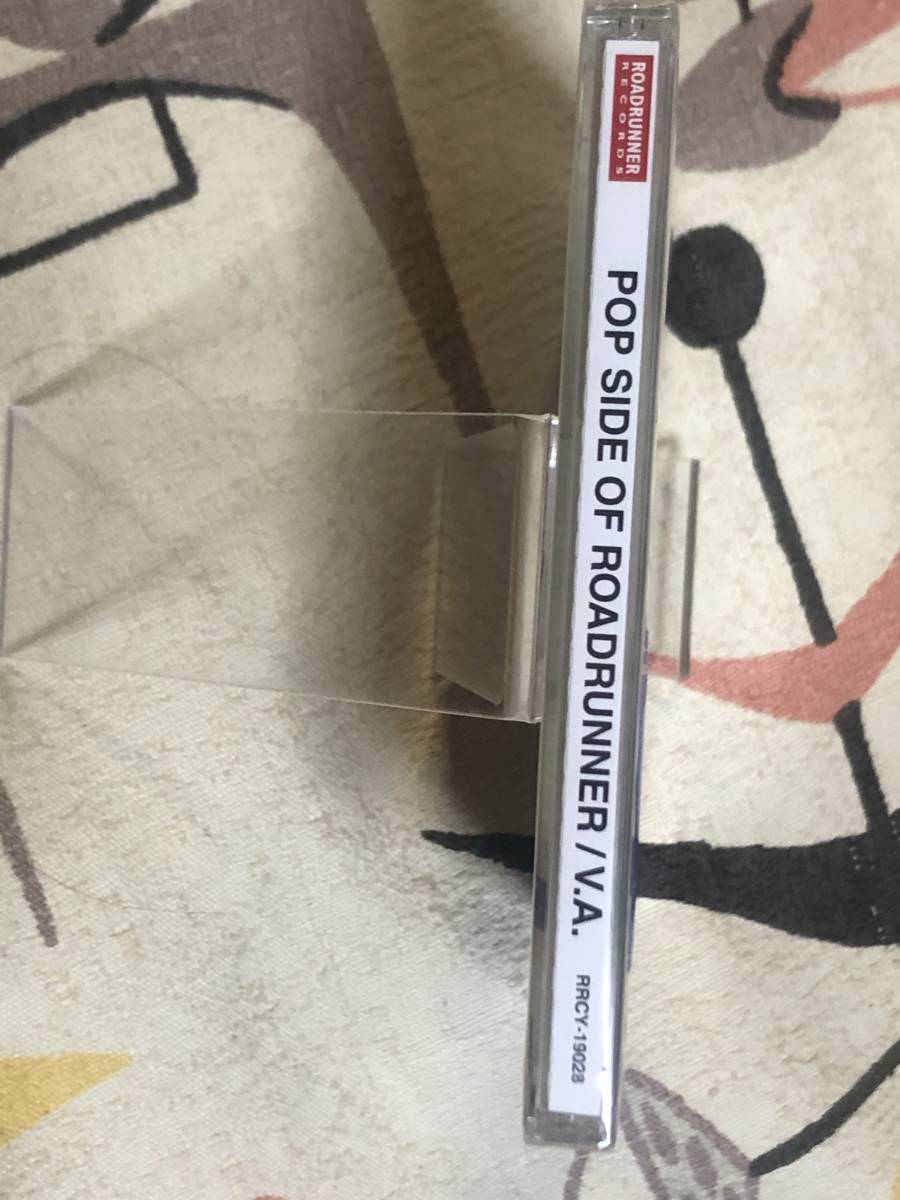 ROADRUNNER
RECORDS
POP SIDE OF ROADRUNNER / V.A.
RRCY-19028